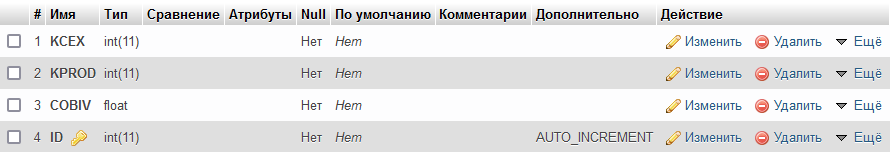 # Имя Тип Сравнение Атрибуты Null По умолчанию Комментарии Дополнительно Действие
1 KCEX int(11) Нет Нет Изменить Удалить Ещё
2 KPROD int(11) Нет Нет Изменить Удалить Ещё
3 COBIV float Нет Нет Изменить Удалить Ещё
4 ID int(11) Нет Нет AUTO_INCREMENT Изменить Удалить Ещё